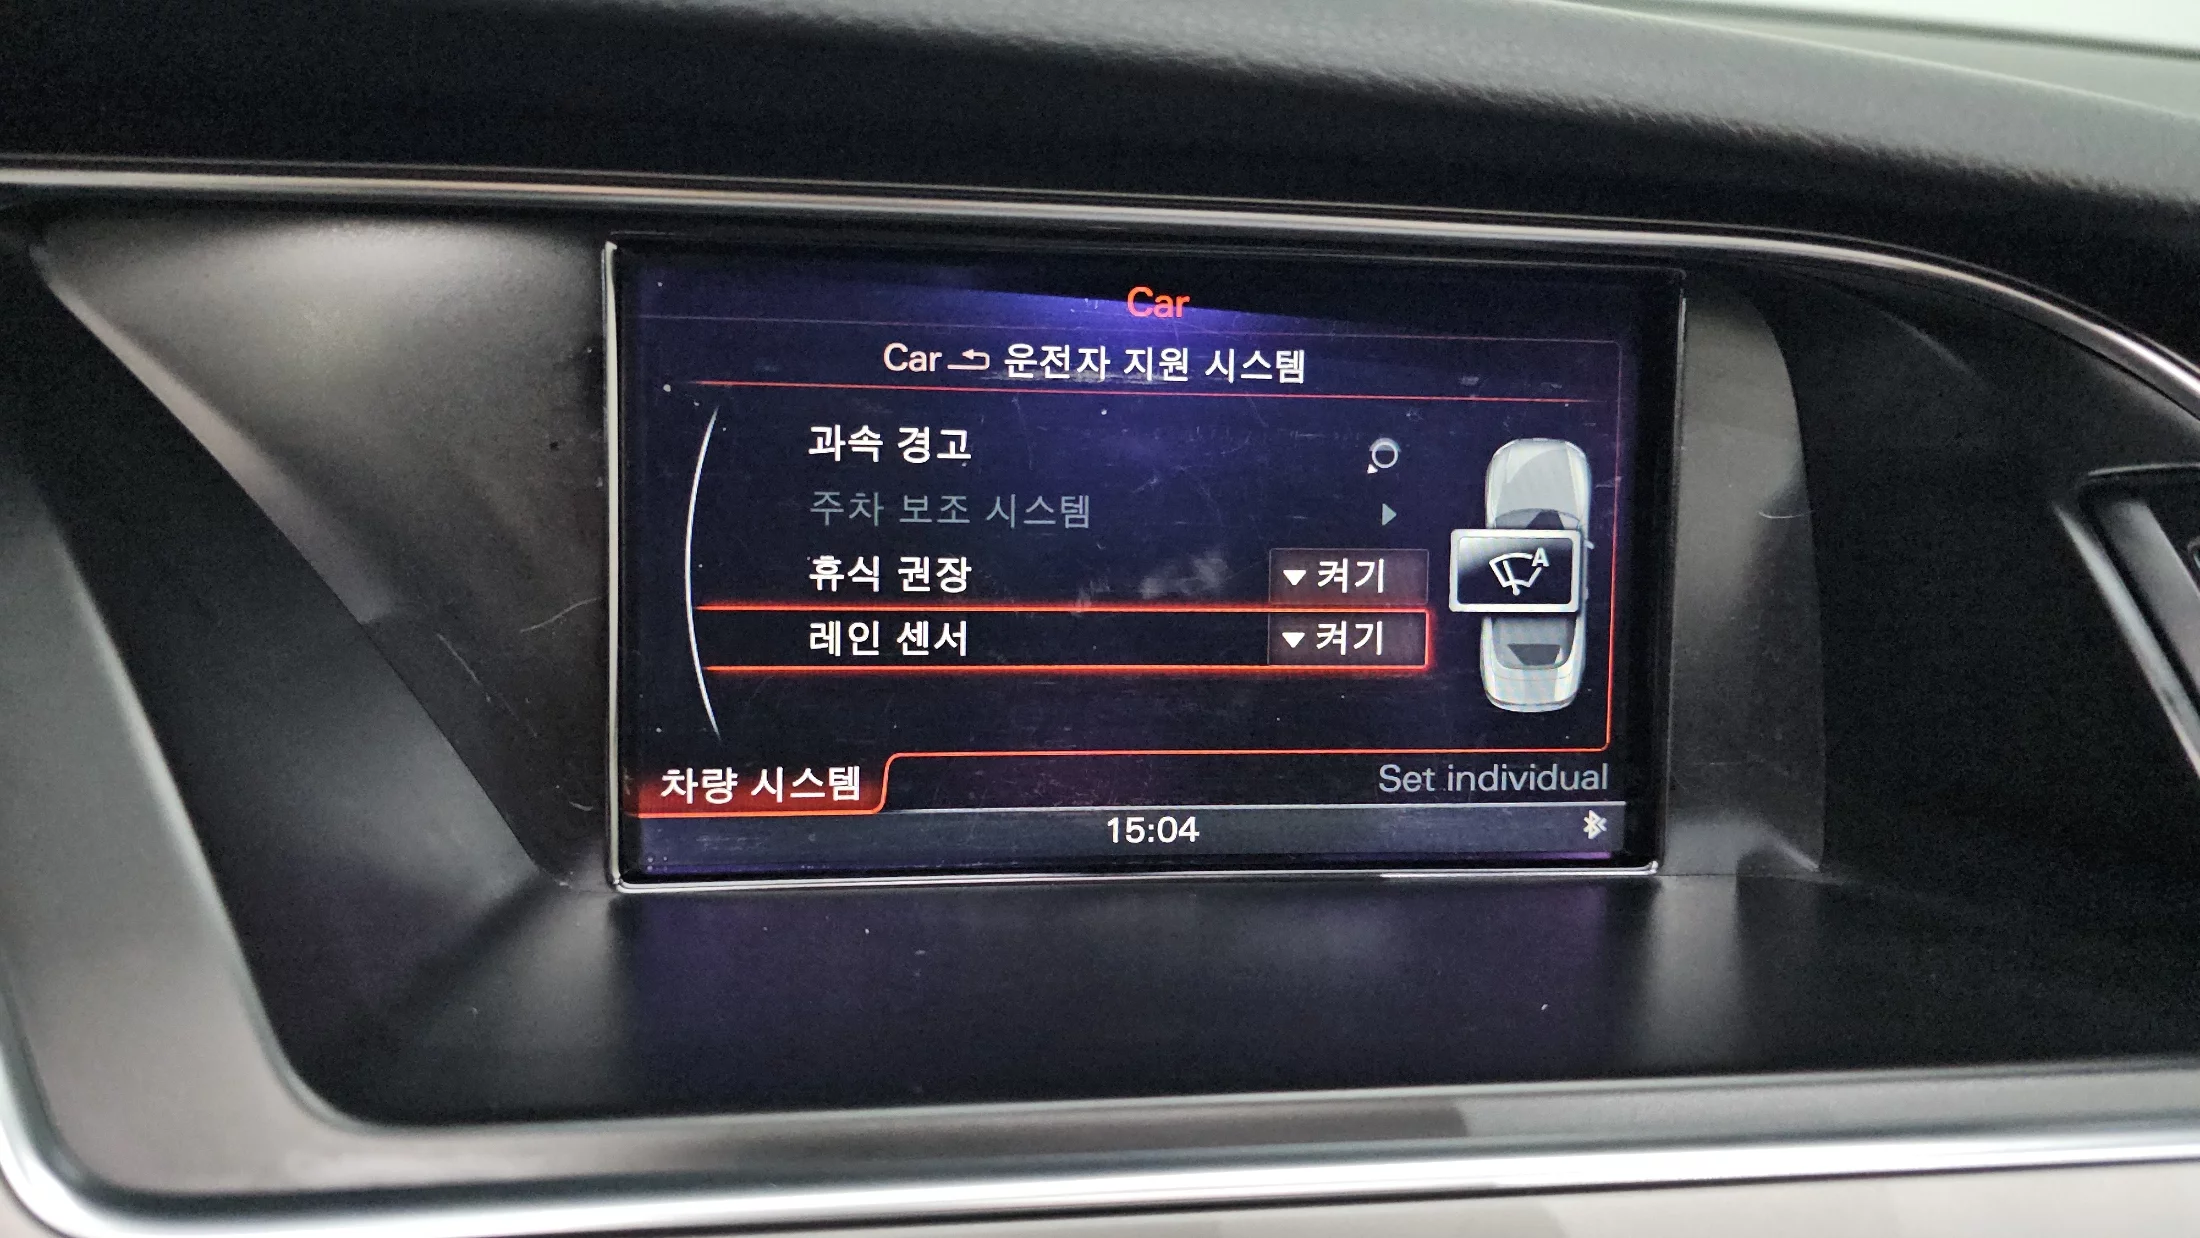 Car
Car 운전자 지원 시스템
과속 경고
주차 보조 시스템
휴식 권장 켜기
A
레인 센서 켜기
차량 시스템 Set individual
15:04